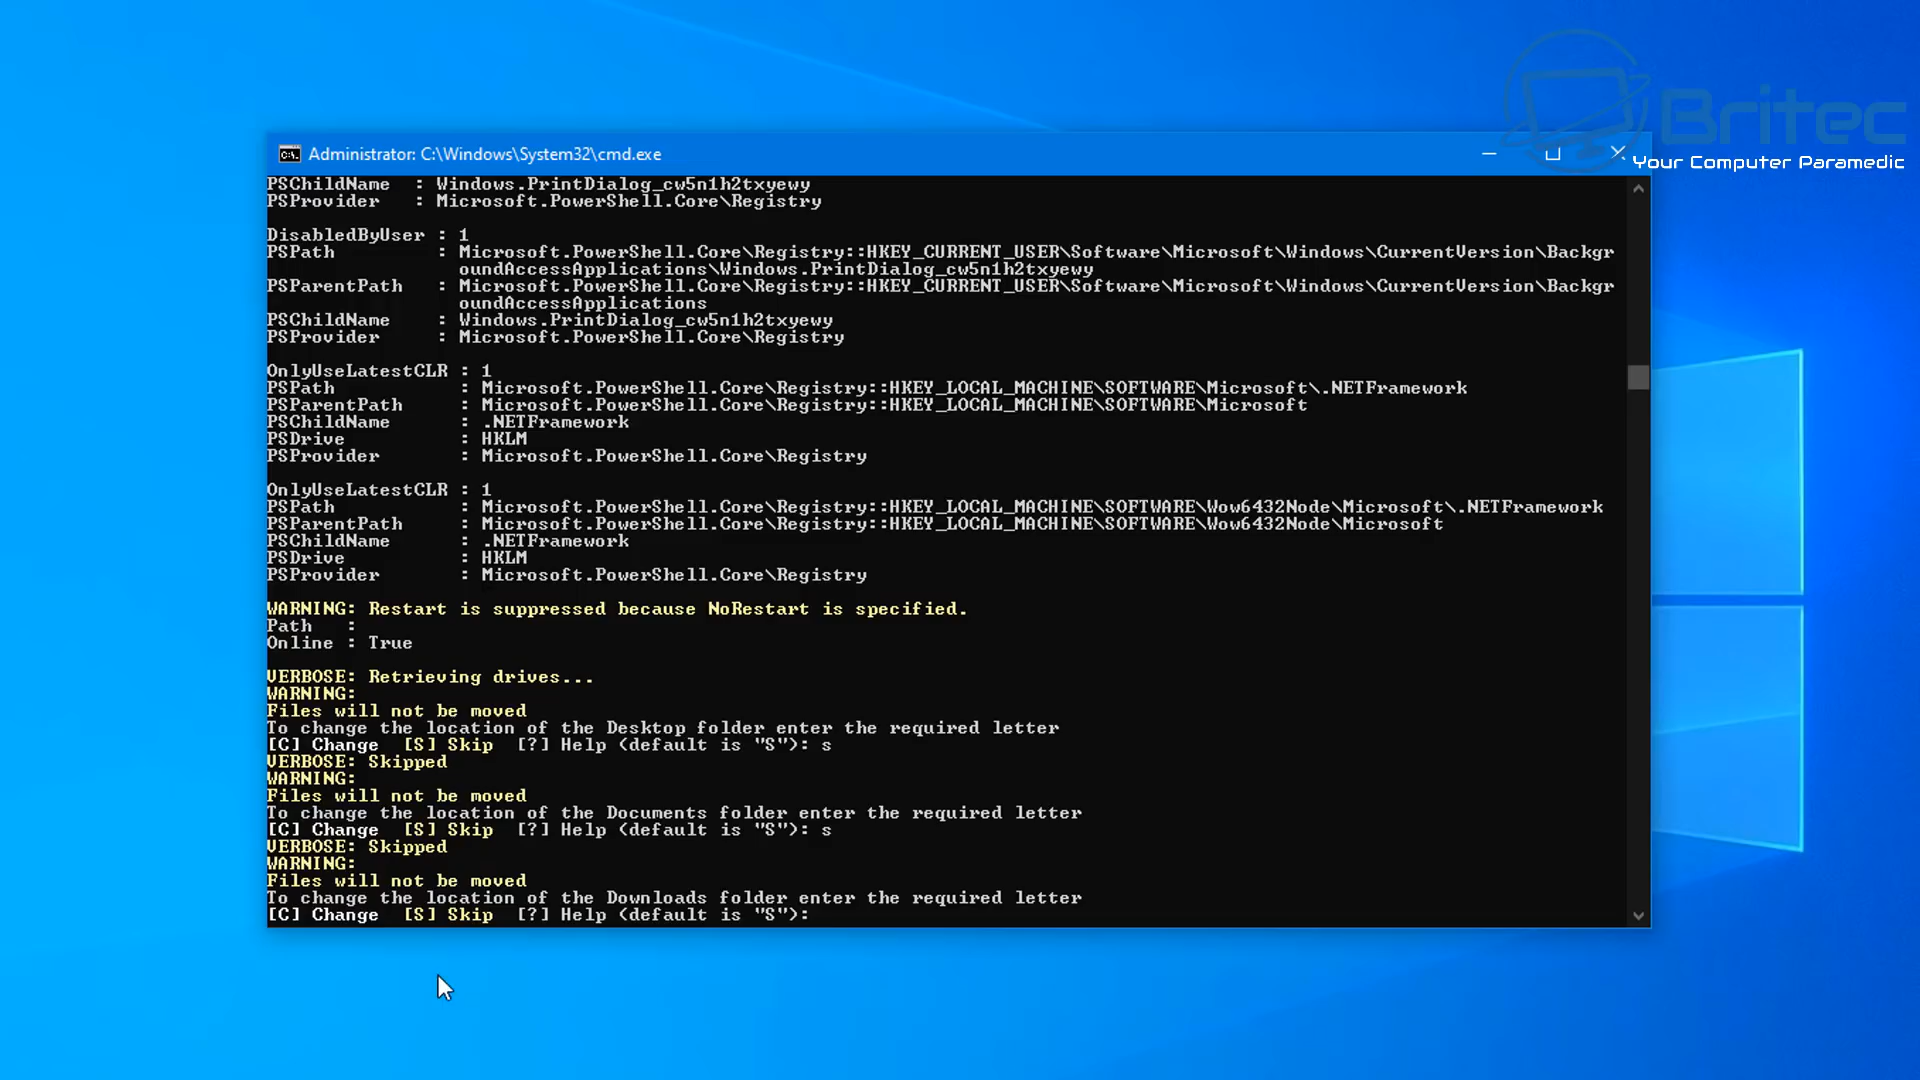 Britec
Your Computer Paramedic
Administrator: C:\Windows\System32\cmd.exe
PSChildName  : Windows.PrintDialog_cw5n1h2txyewy
PSProvider   : Microsoft.PowerShell.Core\Registry
DisabledByUser : 1
PSPath         : Microsoft.PowerShell.Core\Registry::HKEY_CURRENT_USER\Software\Microsoft\Windows\CurrentVersion\Backgr
oundAccessApplications\Windows.PrintDialog_cw5n1h2txyewy
PSParentPath   : Microsoft.PowerShell.Core\Registry::HKEY_CURRENT_USER\Software\Microsoft\Windows\CurrentVersion\Backgr
oundAccessApplications
PSChildName    : Windows.PrintDialog_cw5n1h2txyewy
PSProvider     : Microsoft.PowerShell.Core\Registry
OnlyUseLatestCLR : 1
PSPath           : Microsoft.PowerShell.Core\Registry::HKEY_LOCAL_MACHINE\SOFTWARE\Microsoft\.NETFramework
PSParentPath     : Microsoft.PowerShell.Core\Registry::HKEY_LOCAL_MACHINE\SOFTWARE\Microsoft
PSChildName      : .NETFramework
PSDrive          : HKLM
PSProvider       : Microsoft.PowerShell.Core\Registry
OnlyUseLatestCLR : 1
PSPath           : Microsoft.PowerShell.Core\Registry::HKEY_LOCAL_MACHINE\SOFTWARE\Wow6432Node\Microsoft\.NETFramework
PSParentPath     : Microsoft.PowerShell.Core\Registry::HKEY_LOCAL_MACHINE\SOFTWARE\Wow6432Node\Microsoft
PSChildName      : .NETFramework
PSDrive          : HKLM
PSProvider       : Microsoft.PowerShell.Core\Registry
WARNING: Restart is suppressed because NoRestart is specified.
Path   :
Online : True
VERBOSE: Retrieving drives...
WARNING:
Files will not be moved
To change the location of the Desktop folder enter the required letter
[C] Change  [S] Skip  [?] Help (default is "S"): s
VERBOSE: Skipped
WARNING:
Files will not be moved
To change the location of the Documents folder enter the required letter
[C] Change  [S] Skip  [?] Help (default is "S"): s
VERBOSE: Skipped
WARNING:
Files will not be moved
To change the location of the Downloads folder enter the required letter
[C] Change  [S] Skip  [?] Help (default is "S"):